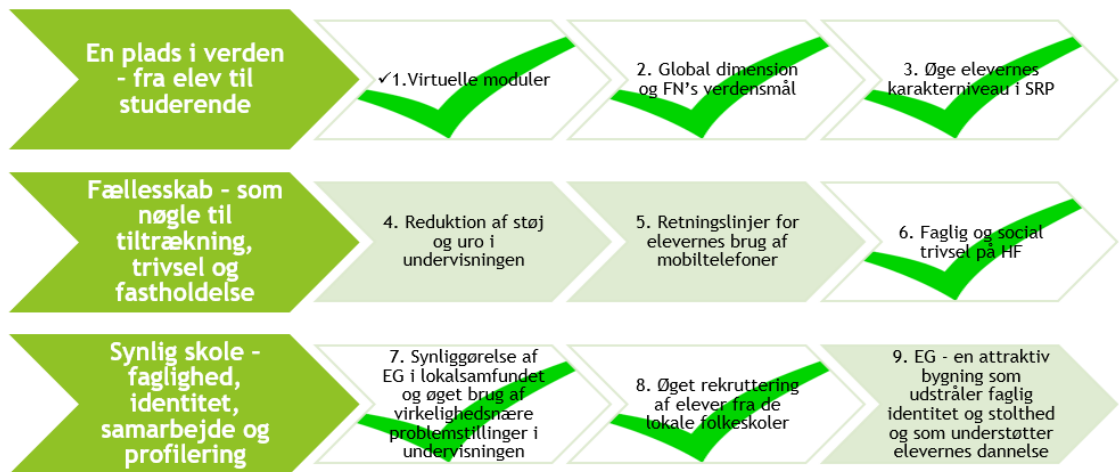 En plads i verden
- fra elev til
studerende
✓1.Virtuelle moduler
2. Global dimension
og FN's verdensmål
3. Øge elevernes
karakterniveau i SRP
Fællesskab - som
nøgle til
tiltrækning,
trivsel og
fastholdelse
4. Reduktion af støj
og uro i
undervisningen
5. Retningslinjer for
elevernes brug af
mobiltelefoner
6. Faglig og social
trivsel på HF
Synlig skole -
faglighed,
identitet,
samarbejde og
profilering
7. Synliggørelse af
EG i lokalsamfundet
og øget brug af
virkelighedsnære
problemstillinger i
undervisningen
8. Øget rekruttering
af elever fra de
lokale folkeskoler
9. EG - en attraktiv
bygning som
udstråler faglig
identitet og stolthed
og som understøtter
elevernes dannelse